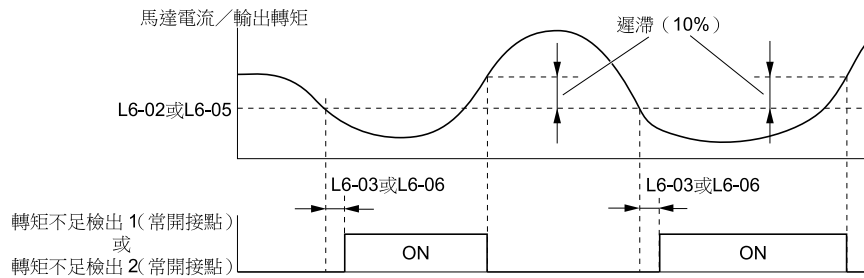 馬達電流／輸出轉矩
遲滯（10%）
L6-02或L6-05
L6-03或L6-06
L6-03或L6-06
轉矩不足檢出 1(常開接點)
或
轉矩不足檢出 2(常開接點)
ON
ON